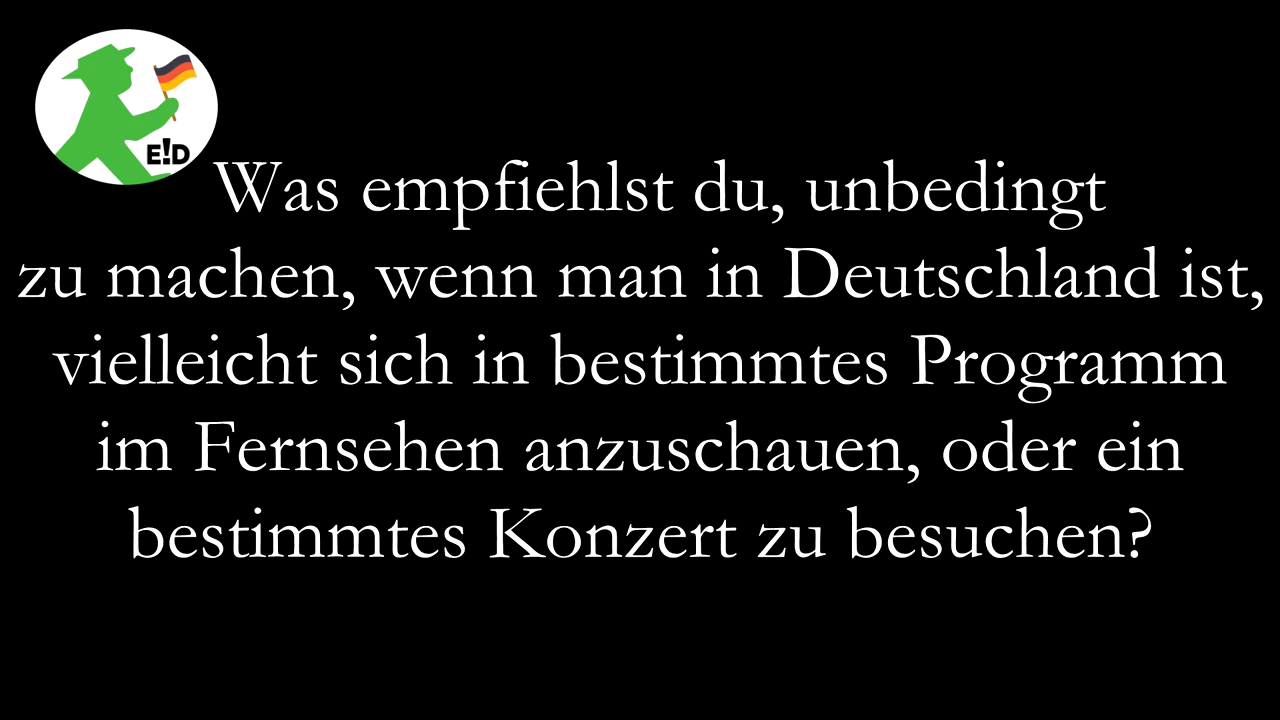 E!D
Was empfiehlst du, unbedingt
zu machen, wenn man in Deutschland ist,
vielleicht sich in bestimmtes Programm
im Fernsehen anzuschauen, oder ein
bestimmtes Konzert zu besuchen?